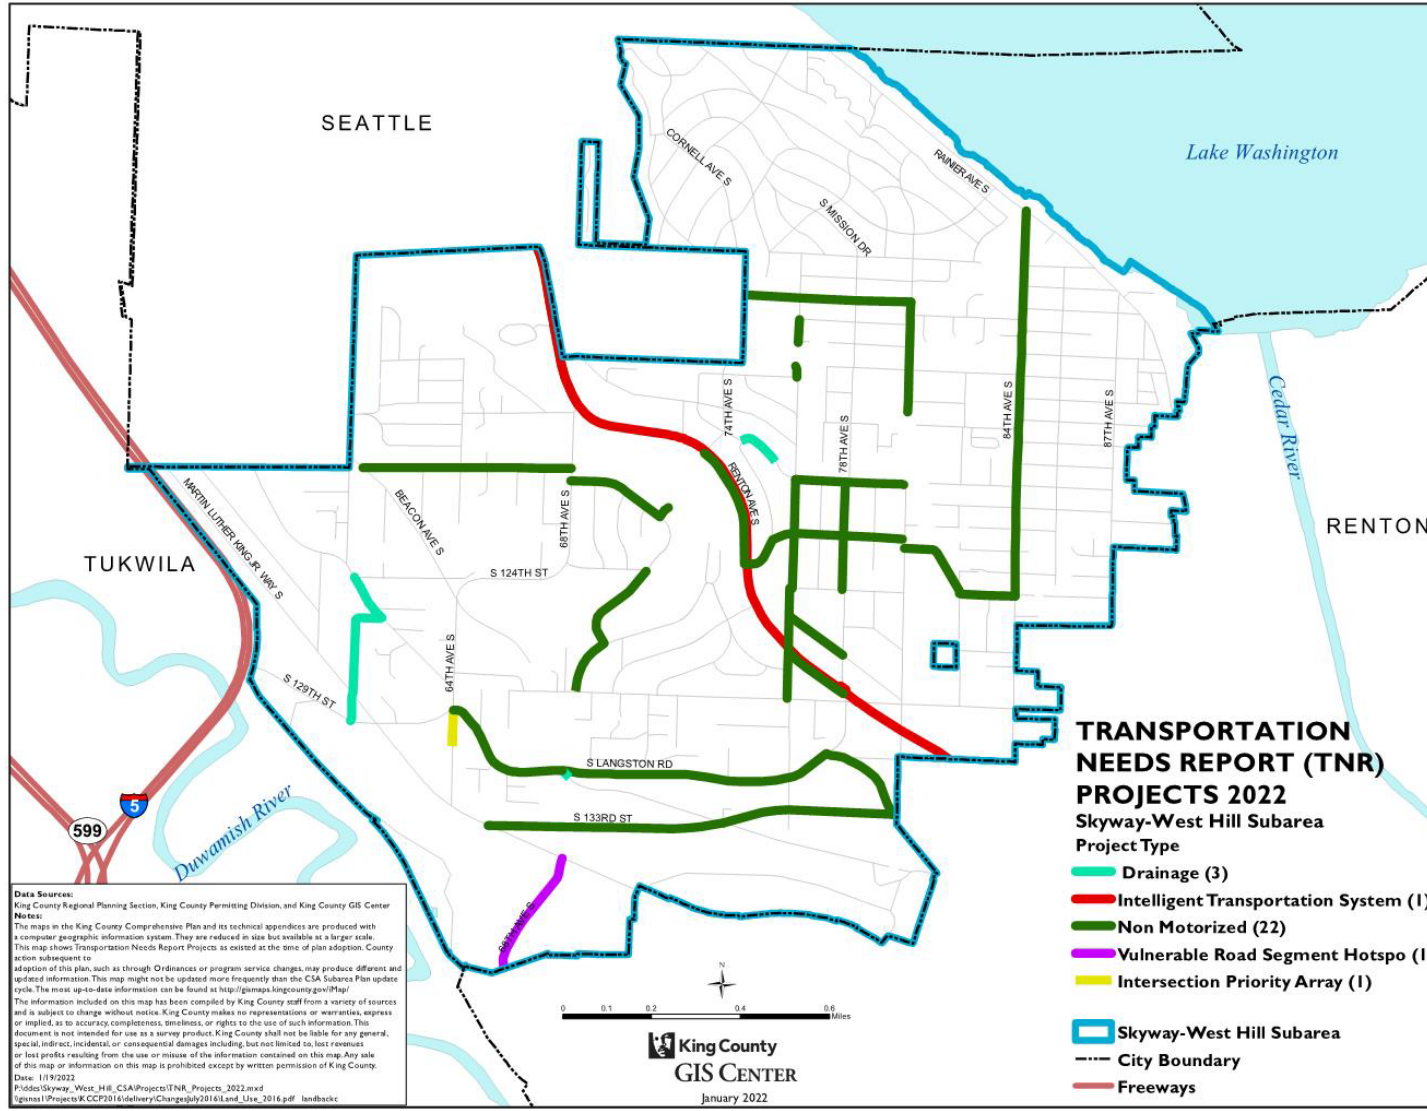 SEATTLE
Lake Washington
CORNELL AVE S
RAINIER AVE S
S MISSION DR
Cedar River
74TH AVE S
84TH AVE S
87TH AVE S
78TH AVE S
RENTON AVE S
MARTIN LUTHER KING JR. WAY S
BEACON AVE S
68TH AVE S
RENTON
TUKWILA
S 124TH ST
64TH AVE S
S 129TH ST
S LANGSTON RD
S 133RD ST
5
599
Duwamish River
66TH AVE S
TRANSPORTATION
NEEDS REPORT (TNR)
PROJECTS 2022
Skyway-West Hill Subarea
Project Type
Drainage (3)
Intelligent Transportation System (1)
Non Motorized (22)
Vulnerable Road Segment Hotspo (1
Intersection Priority Array (1)
Skyway-West Hill Subarea
City Boundary
Freeways
Data Sources:
King County Regional Planning Section, King County Permitting Division, and King County GIS Center
Notes:
The maps in the King County Comprehensive Plan and its technical appendices are produced with
a computer geographic information system. They are reduced in size but available at a larger scale.
This map shows Transportation Needs Report Projects as existed at the time of plan adoption. County
action subsequent to
adoption of this plan, such as through Ordinances or program service changes, may produce different and
updated information. This map might not be updated more frequently than the CSA Subarea Plan update
cycle. The most up-to-date information can be found at http://gismaps.kingcounty.gov/iMap/
The information included on this map has been compiled by King County staff from a variety of sources
and is subject to change without notice. King County makes no representations or warranties, express
or implied, as to accuracy, completeness, timeliness, or rights to the use of such information. This
document is not intended for use as a survey product. King County shall not be liable for any general,
special, indirect, incidental, or consequential damages including, but not limited to, lost revenues
or lost profits resulting from the use or misuse of the information contained on this map. Any sale
of this map or information on this map is prohibited except by written permission of King County.
Date: 1/19/2022
P:\ddes\Skyway_West_Hill_CSA\Projects\TNR_Projects_2022.mxd
\\gisnas1\Projects\KCCP2016\delivery\ChangesJuly2016\Land_Use_2016.pdf landbackc
N
0 0.1 0.2 0.4 0.6
Miles
King County
GIS CENTER
January 2022